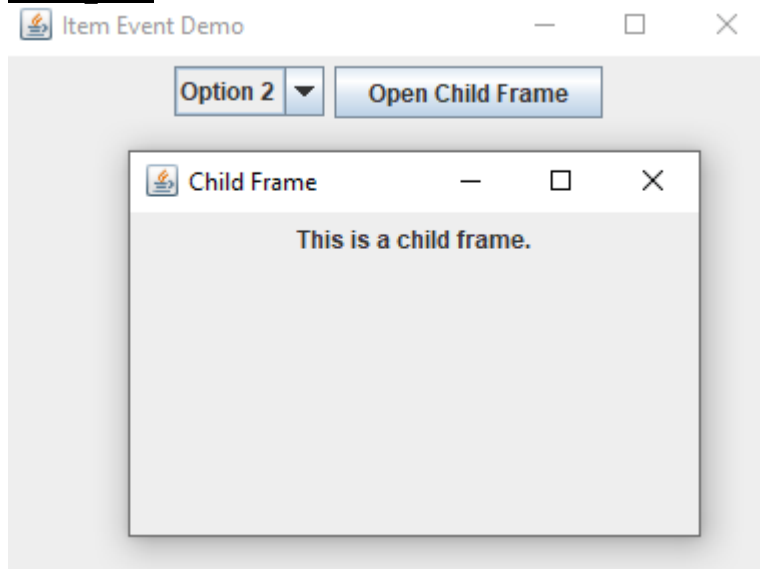 Item Event Demo
Option 2
Open Child Frame
Child Frame
This is a child frame.